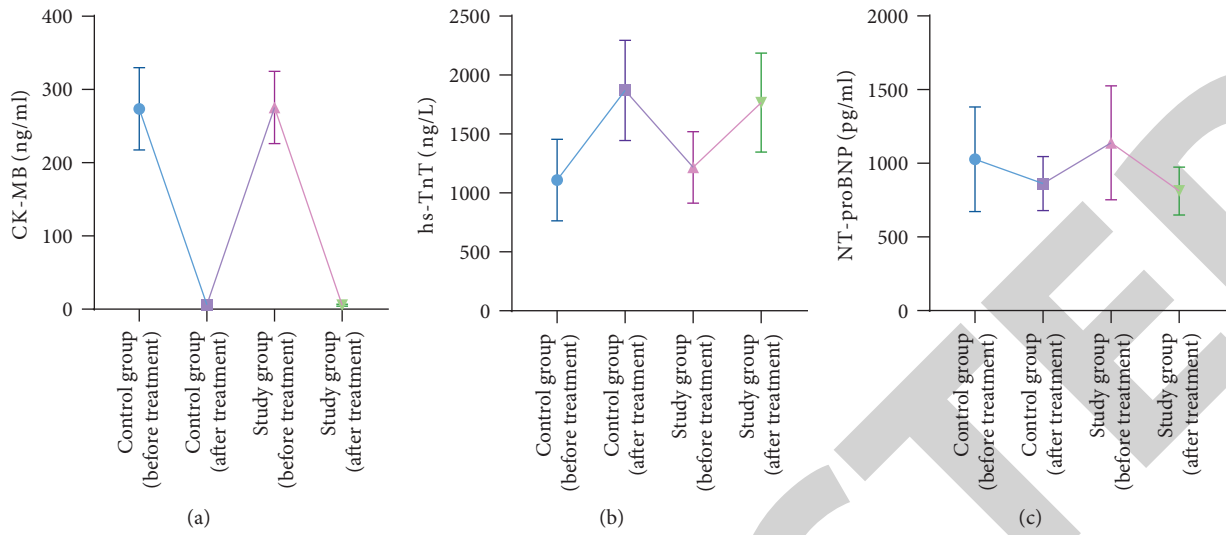 CK-MB (ng/ml)
400
300
200
100
0
Control group
(before treatment)
Control group
(after treatment)
Study group
(before treatment)
Study group
(after treatment)
(a)
hs-TnT (ng/L)
2500
2000
1500
1000
500
0
Control group
(before treatment)
Control group
(after treatment)
Study group
(before treatment)
Study group
(after treatment)
(b)
NT-proBNP (pg/ml)
2000
1500
1000
500
0
Control group
(before treatment)
Control group
(after treatment)
Study group
(before treatment)
Study group
(after treatment)
(c)